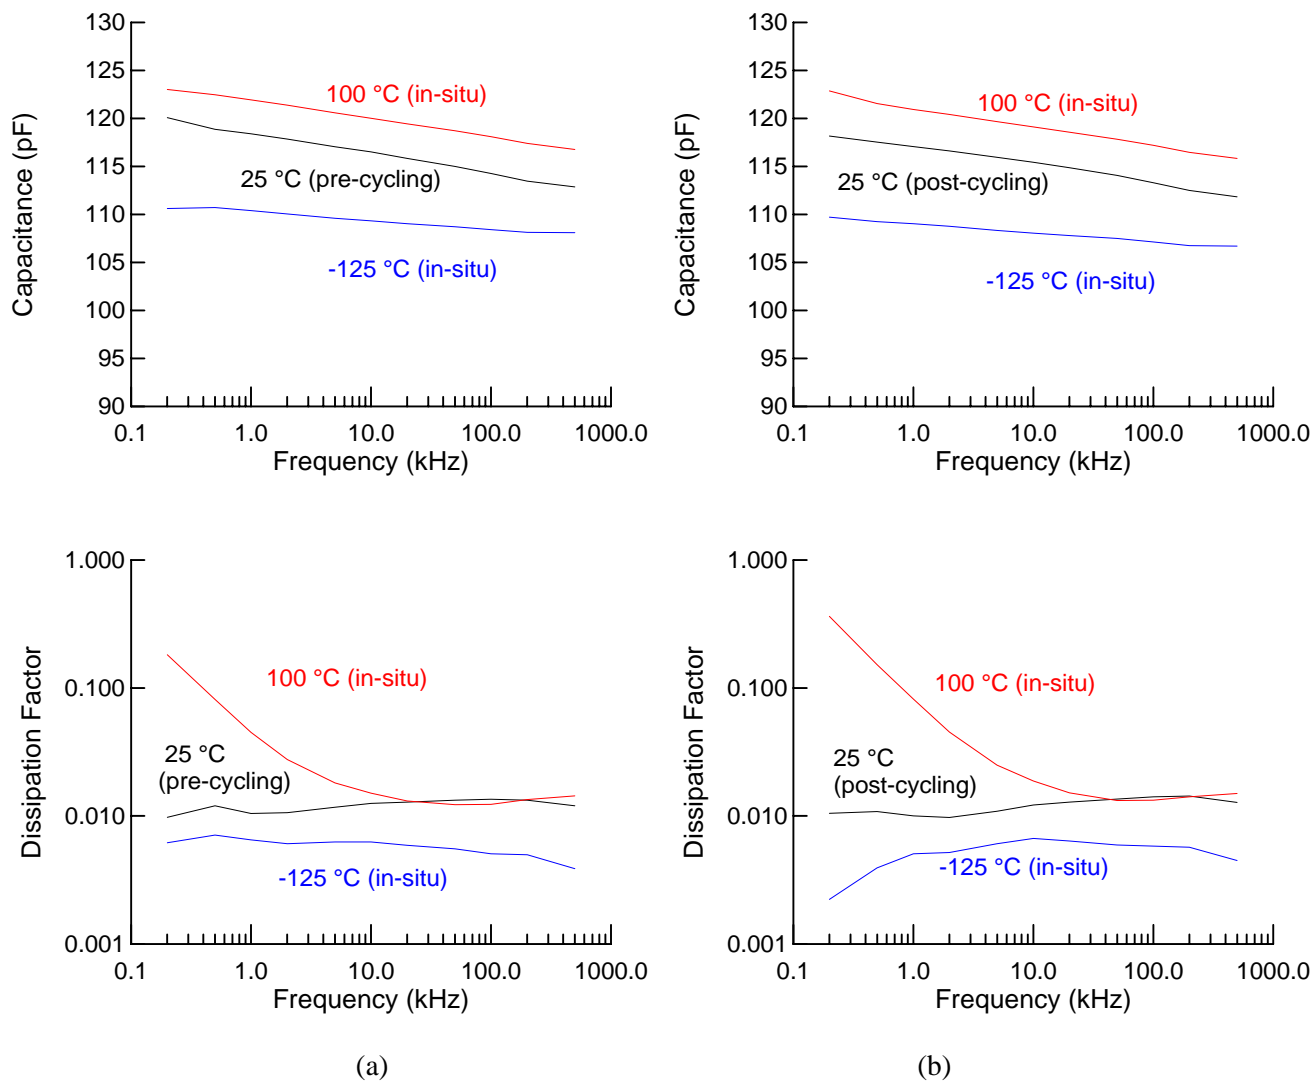 130
125
120
115
110
105
100
95
90
Capacitance (pF)
100 °C (in-situ)
25 °C (pre-cycling)
-125 °C (in-situ)
0.1
1.0
10.0
100.0
1000.0
Frequency (kHz)
130
125
120
115
110
105
100
95
90
Capacitance (pF)
100 °C (in-situ)
25 °C (post-cycling)
-125 °C (in-situ)
0.1
1.0
10.0
100.0
1000.0
Frequency (kHz)
1.000
0.100
0.010
0.001
Dissipation Factor
100 °C (in-situ)
25 °C
(pre-cycling)
-125 °C (in-situ)
0.1
1.0
10.0
100.0
1000.0
Frequency (kHz)
1.000
0.100
0.010
0.001
Dissipation Factor
100 °C (in-situ)
25 °C
(post-cycling)
-125 °C (in-situ)
0.1
1.0
10.0
100.0
1000.0
Frequency (kHz)
(a)
(b)